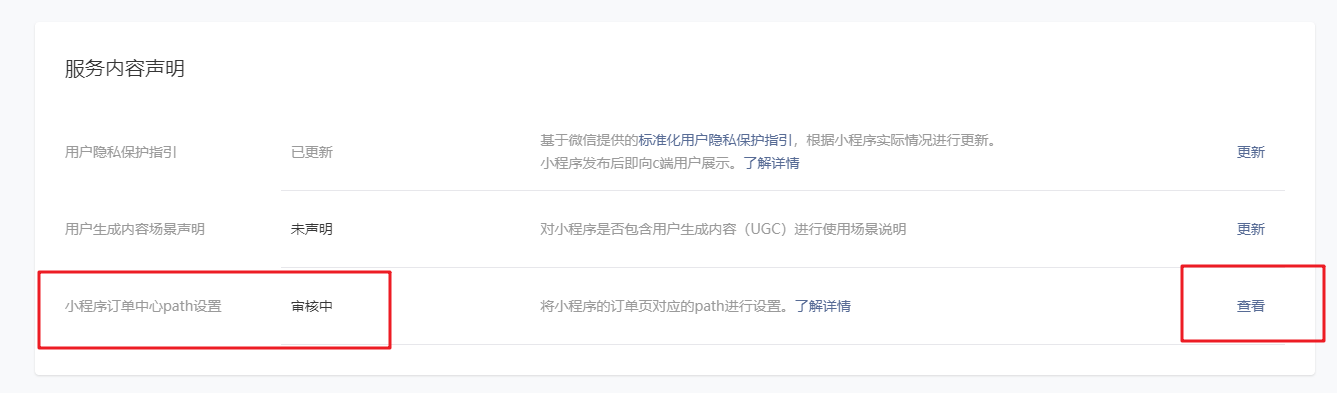 服务内容声明
用户隐私保护指引 已更新 基于微信提供的标准化用户隐私保护指引，根据小程序实际情况进行更新。 更新
小程序发布后即向c端用户展示。了解详情
用户生成内容场景声明 未声明 对小程序是否包含用户生成内容（UGC）进行使用场景说明 更新
小程序订单中心path设置 审核中 将小程序的订单页对应的path进行设置。了解详情 查看